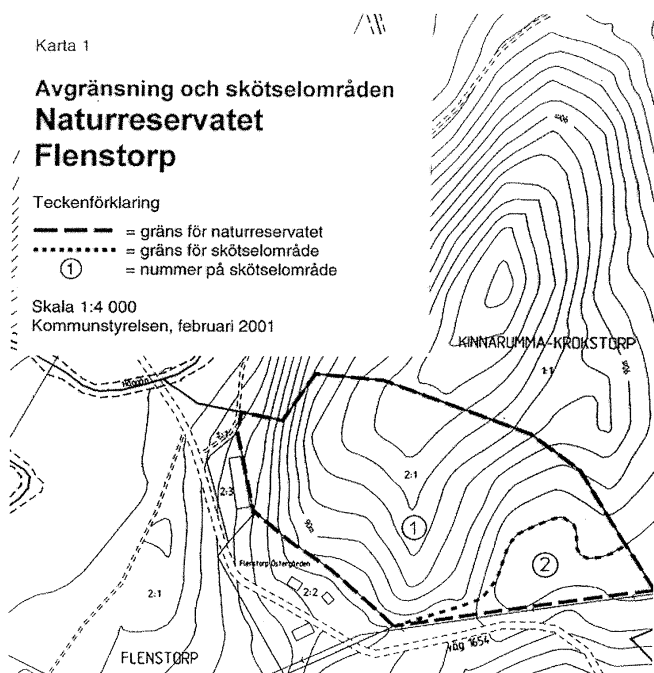 Karta 1
Avgränsning och skötselområden
Naturreservatet
Flenstorp
Teckenförklaring
= gräns för naturreservatet
= gräns för skötselområde
1 = nummer på skötselområde
Skala 1:4 000
Kommunstyrelsen, februari 2001
KINNARUMMA-KROKSTORP
1:1
2:1
2:3
1
2
Flenstorp Östergården
2:1
2:2
FLENSTORP
väg 1654